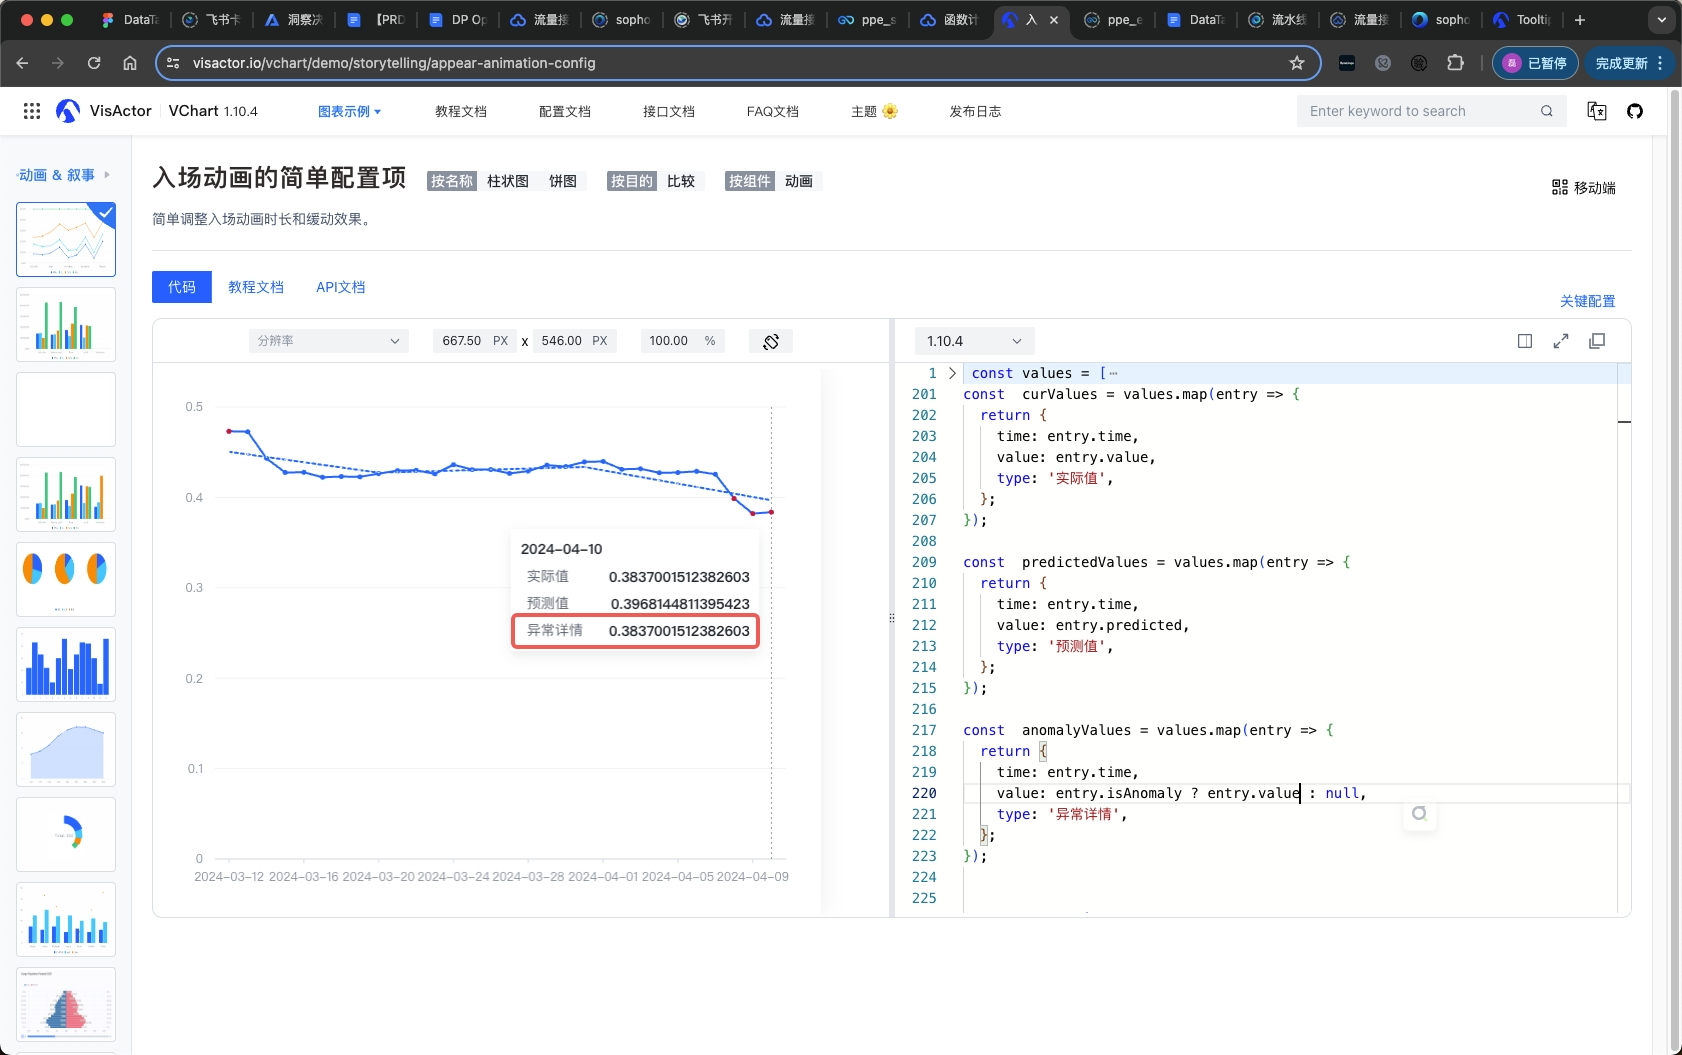 DataTa
飞书卡
洞察决
【PRD
DP Op
流量接
sopho
飞书开
流量接
ppe_s
函数计
入
ppe_e
DataTa
流水线
流量接
sopho
Toolti
visactor.io/vchart/demo/storytelling/appear-animation-config
已暂停
完成更新
VisActor
VChart 1.10.4
图表示例
教程文档
配置文档
接口文档
FAQ文档
主题
发布日志
Enter keyword to search
动画 & 叙事
入场动画的简单配置项
按名称 柱状图 饼图
按目的 比较
按组件 动画
移动端
简单调整入场动画时长和缓动效果。
代码
教程文档
API文档
关键配置
分辨率
667.50 PX x 546.00 PX
100.00 %
1.10.4
0.5
0.4
0.3
0.2
0.1
0
2024-03-12 2024-03-16 2024-03-20 2024-03-24 2024-03-28 2024-04-01 2024-04-05 2024-04-09
2024-04-10
实际值 0.3837001512382603
预测值 0.3968144811395423
异常详情 0.3837001512382603
1 const values = [
201 const  curValues = values.map(entry => {
202 return {
203 time: entry.time,
204 value: entry.value,
205 type: '实际值',
206 };
207 });
208
209 const  predictedValues = values.map(entry => {
210 return {
211 time: entry.time,
212 value: entry.predicted,
213 type: '预测值',
214 };
215 });
216
217 const  anomalyValues = values.map(entry => {
218 return {
219 time: entry.time,
220 value: entry.isAnomaly ? entry.value : null,
221 type: '异常详情',
222 };
223 });
224
225